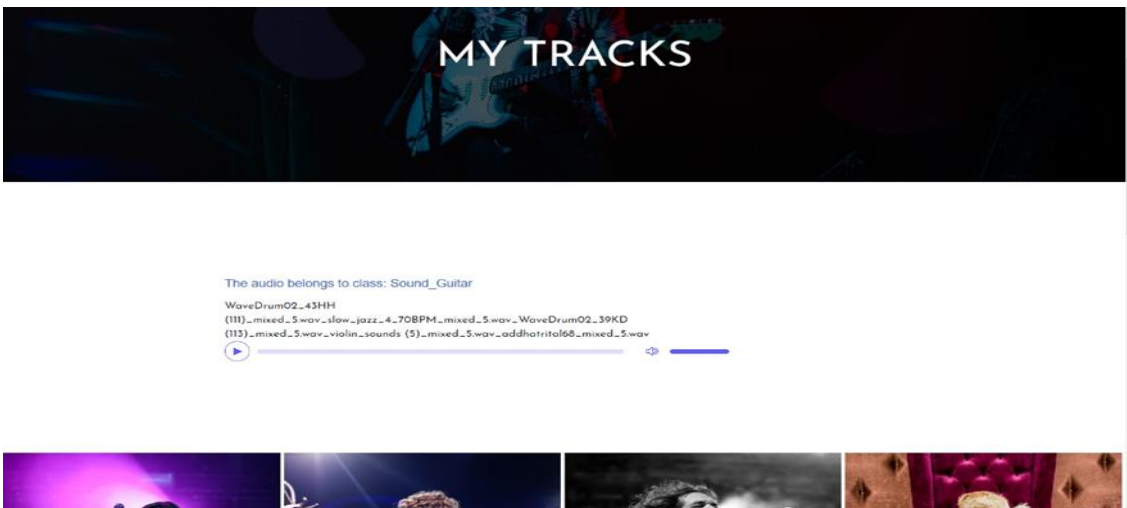 MY TRACKS
The audio belongs to class: Sound_Guitar
WaveDrum02_43HH
(111)_mixed_5.wav_slow_jazz_4_70BPM_mixed_5.wav_WaveDrum02_39KD
(113)_mixed_5.wav_violin_sounds (5)_mixed_5.wav_addhatrital68_mixed_5.wav